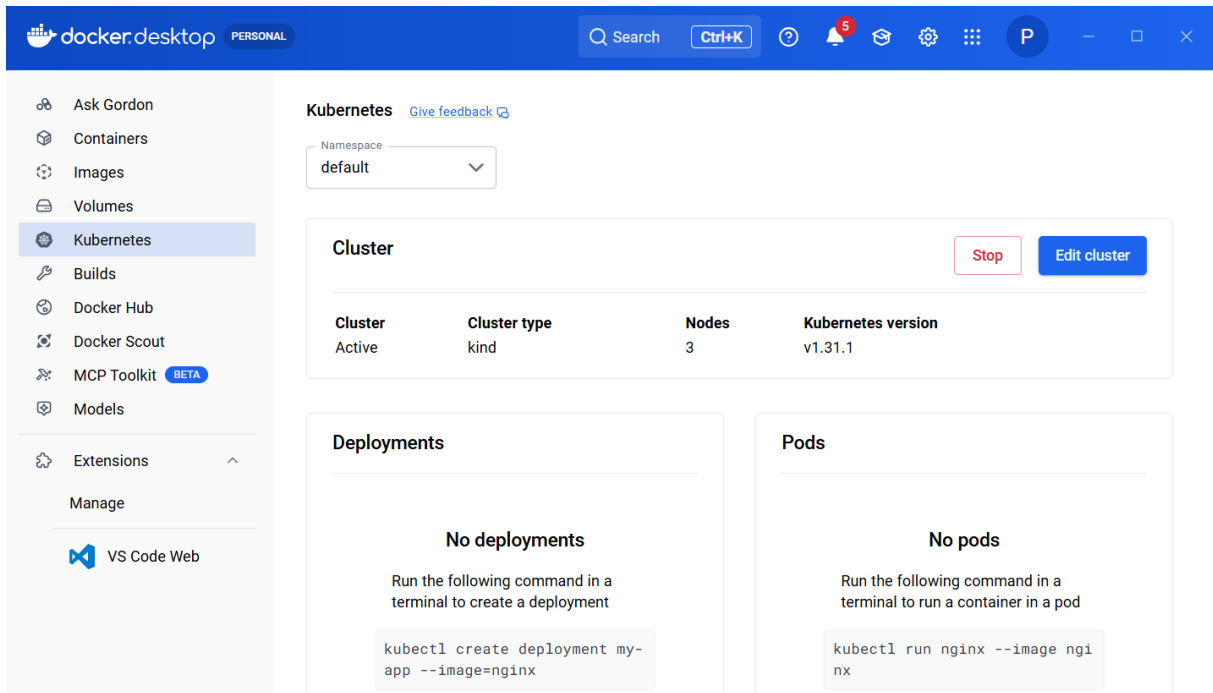 docker.desktop PERSONAL
Search Ctrl+K
5
P
Ask Gordon
Containers
Images
Volumes
Kubernetes
Builds
Docker Hub
Docker Scout
MCP Toolkit BETA
Models
Extensions
Manage
VS Code Web
Kubernetes Give feedback
Namespace
default
Cluster
Stop Edit cluster
Cluster Cluster type Nodes Kubernetes version
Active kind 3 v1.31.1
Deployments
No deployments
Run the following command in a
terminal to create a deployment
kubectl create deployment my-
app --image=nginx
Pods
No pods
Run the following command in a
terminal to run a container in a pod
kubectl run nginx --image ngi
nx